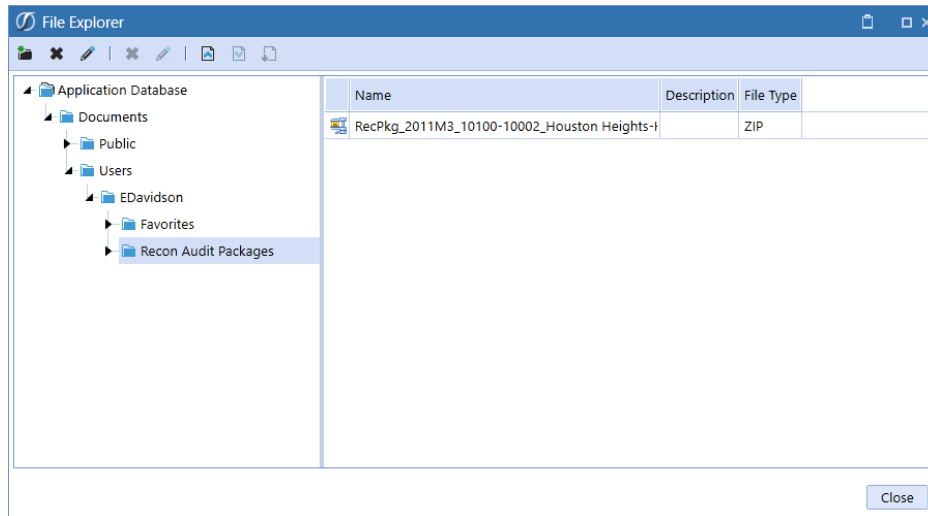 File Explorer
Application Database
Documents
Public
Users
EDavidson
Favorites
Recon Audit Packages
Name Description File Type
RecPkg_2011M3_10100-10002_Houston Heights- ZIP
Close